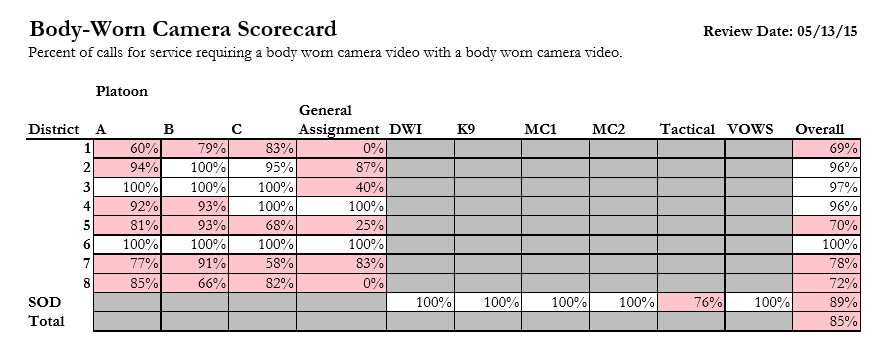 Body-Worn Camera Scorecard
Review Date: 05/13/15
Percent of calls for service requiring a body worn camera video with a body worn camera video.
Platoon
General
District A B C Assignment DWI K9 MC1 MC2 Tactical VOWS Overall
1 60% 79% 83% 0% 69%
2 94% 100% 95% 87% 96%
3 100% 100% 100% 40% 97%
4 92% 93% 100% 100% 96%
5 81% 93% 68% 25% 70%
6 100% 100% 100% 100% 100%
7 77% 91% 58% 83% 78%
8 85% 66% 82% 0% 72%
SOD 100% 100% 100% 100% 76% 100% 89%
Total 85%